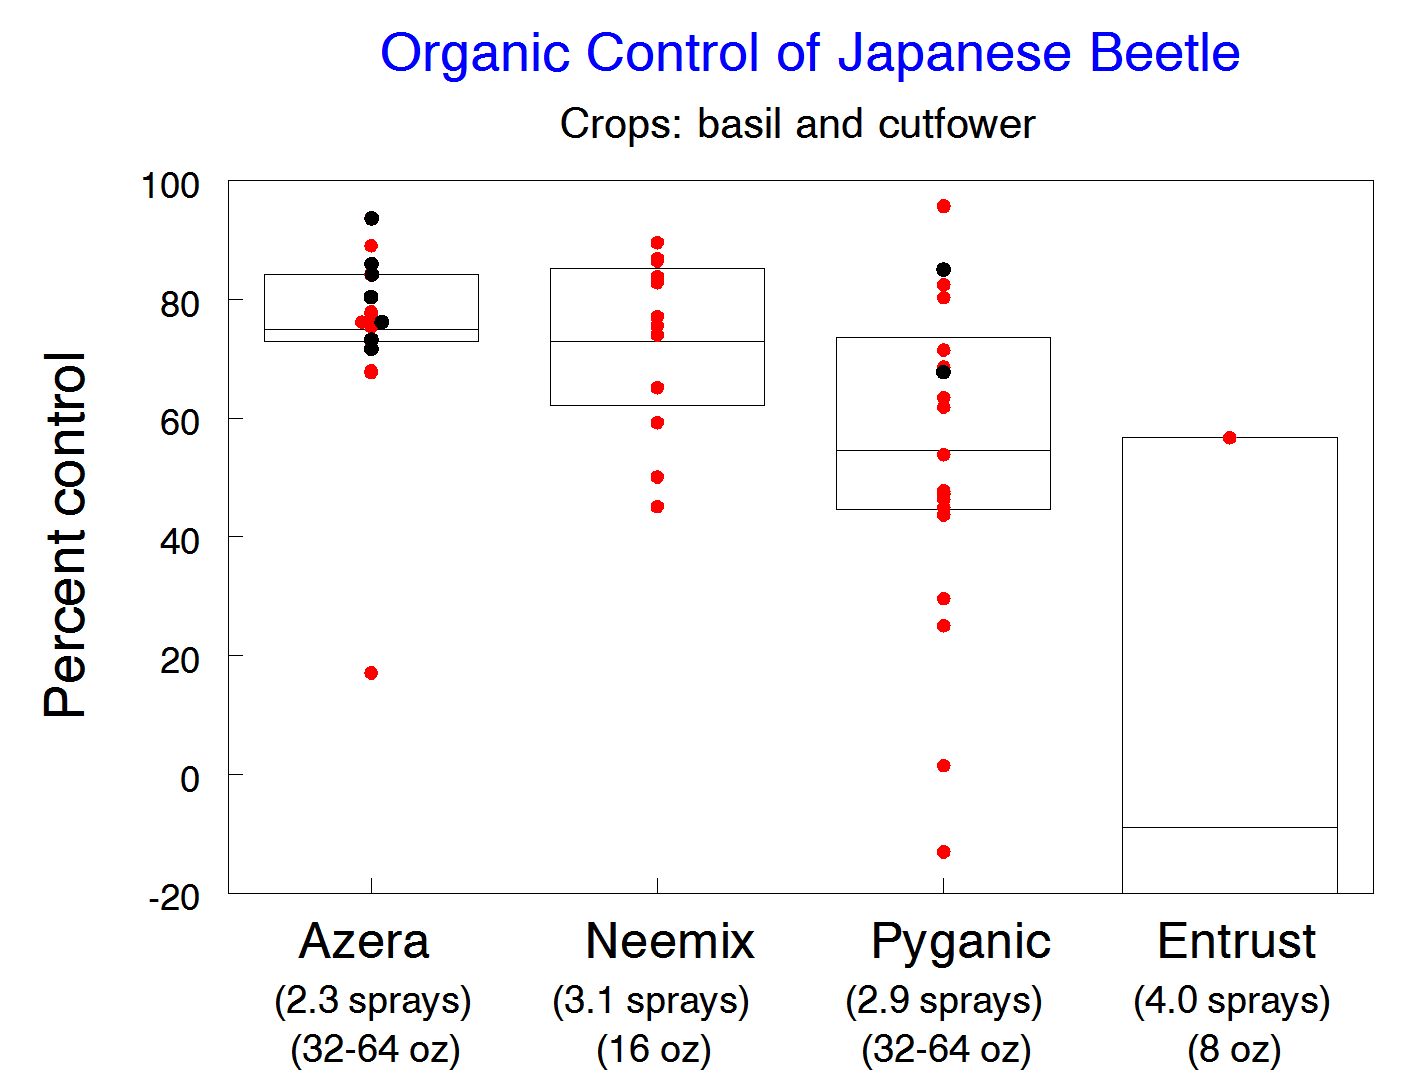 Organic Control of Japanese Beetle
Crops: basil and cutfower
Percent control
100
80
60
40
20
0
-20
Azera Neemix Pyganic Entrust
(2.3 sprays) (3.1 sprays) (2.9 sprays) (4.0 sprays)
(32-64 oz) (16 oz) (32-64 oz) (8 oz)